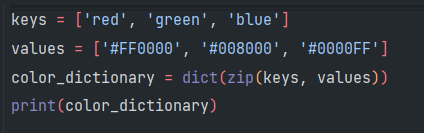 keys = ['red', 'green', 'blue']
values = ['#FF0000', '#008000', '#0000FF']
color_dictionary = dict(zip(keys, values))
print(color_dictionary)